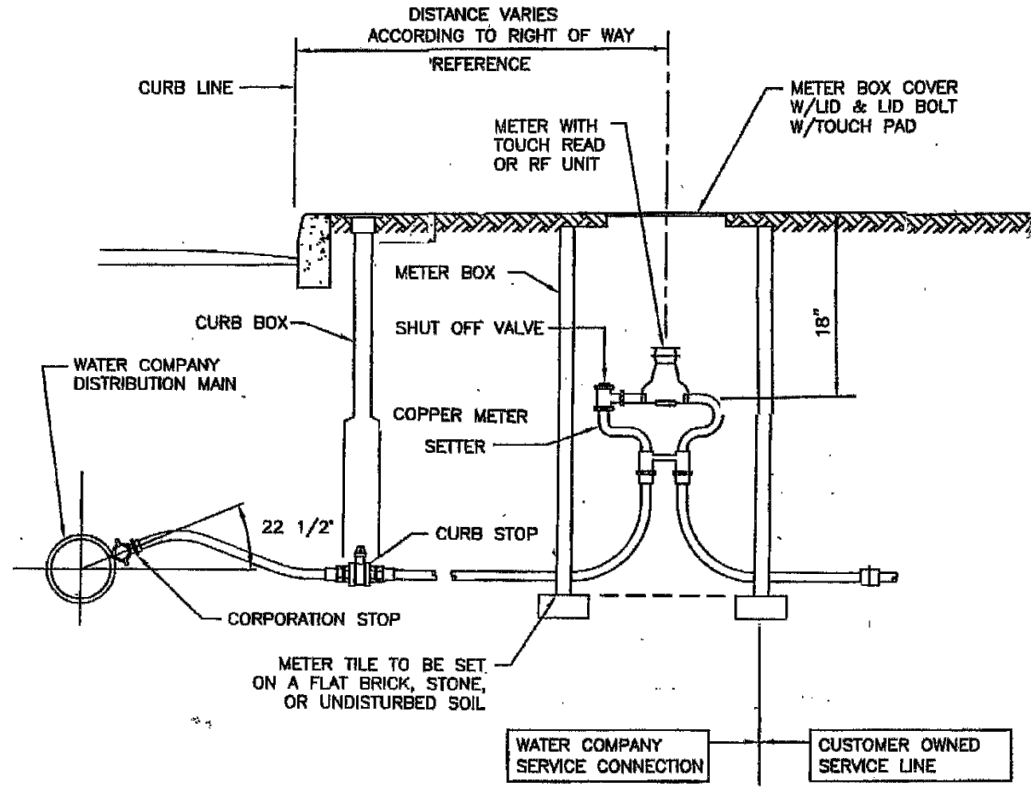 DISTANCE VARIES
ACCORDING TO RIGHT OF WAY
REFERENCE
CURB LINE
METER BOX COVER
W/LID & LID BOLT
W/TOUCH PAD
METER WITH
TOUCH READ
OR RF UNIT
METER BOX
18"
CURB BOX
SHUT OFF VALVE
WATER COMPANY
DISTRIBUTION MAIN
COPPER METER
SETTER
22 1/2°
CURB STOP
CORPORATION STOP
METER TILE TO BE SET
ON A FLAT BRICK, STONE,
OR UNDISTURBED SOIL
WATER COMPANY
SERVICE CONNECTION
CUSTOMER OWNED
SERVICE LINE